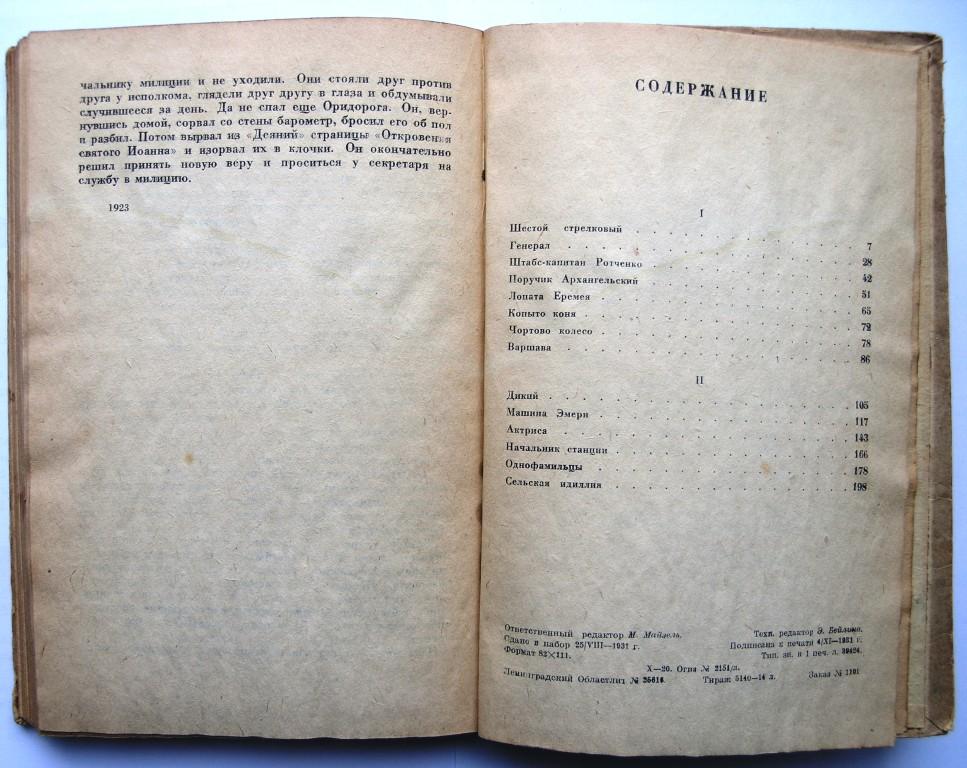 чальнику милиции и не уходили. Они стояли друг против
друга у исполкома, глядели друг другу в глаза и обдумывали
случившееся за день. Да не спал еще Оридорога. Он, вер-
нувшись домой, сорвал со стены барометр, бросил его об пол
и разбил. Потом вырвал из «Деяний» страницы «Откровения
святого Иоанна» и изорвал их в клочки. Он окончательно
решил принять новую веру и проситься у секретаря на
службу в милицию.
1923
СОДЕРЖАНИЕ
I
Шестой стрелковый . . . . . . . . . . . . . . 7
Генерал . . . . . . . . . . . . . . 28
Штабс-капитан Ротченко . . . . . . . . . . . . . . 42
Поручик Архангельский . . . . . . . . . . . . . . 51
Лопата Еремея . . . . . . . . . . . . . . 65
Копыто коня . . . . . . . . . . . . . . 72
Чортово колесо . . . . . . . . . . . . . . 78
Варшава . . . . . . . . . . . . . . 86
II
Дикий . . . . . . . . . . . . . . 105
Машина Эмери . . . . . . . . . . . . . . 117
Актриса . . . . . . . . . . . . . . 143
Начальник станции . . . . . . . . . . . . . . 166
Однофамильцы . . . . . . . . . . . . . . 178
Сельская идиллия . . . . . . . . . . . . . . 198
Ответственный редактор М. Майзель. Техн. редактор Э. Бейлина.
Сдано в набор 25/VIII—1931 г. Подписана к печати 4/XI—1931 г.
Формат 82×111. Тип. зн. в 1 печ. л. 39424.
X—20. Огиз № 2151/л.
Ленинградский Областлит № Тираж 5140—14 л. Заказ №